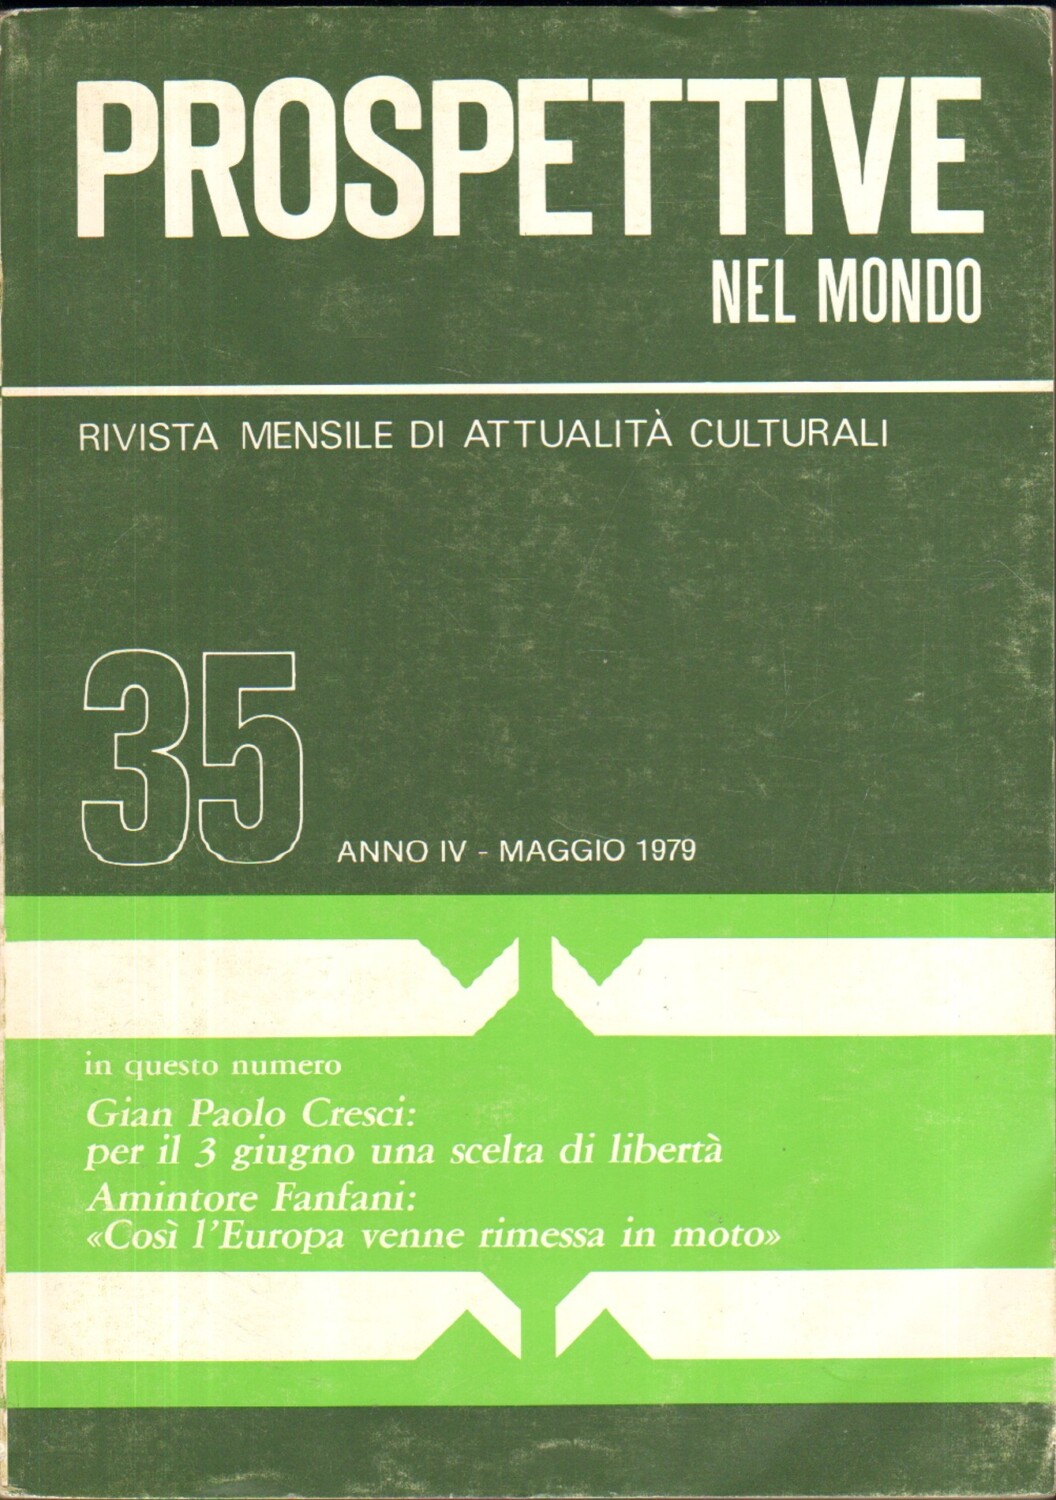 PROSPETTIVE
NEL MONDO
RIVISTA MENSILE DI ATTUALITÀ CULTURALI
35
ANNO IV - MAGGIO 1979
in questo numero
Gian Paolo Cresci:
per il 3 giugno una scelta di libertà
Amintore Fanfani:
«Così l'Europa venne rimessa in moto»